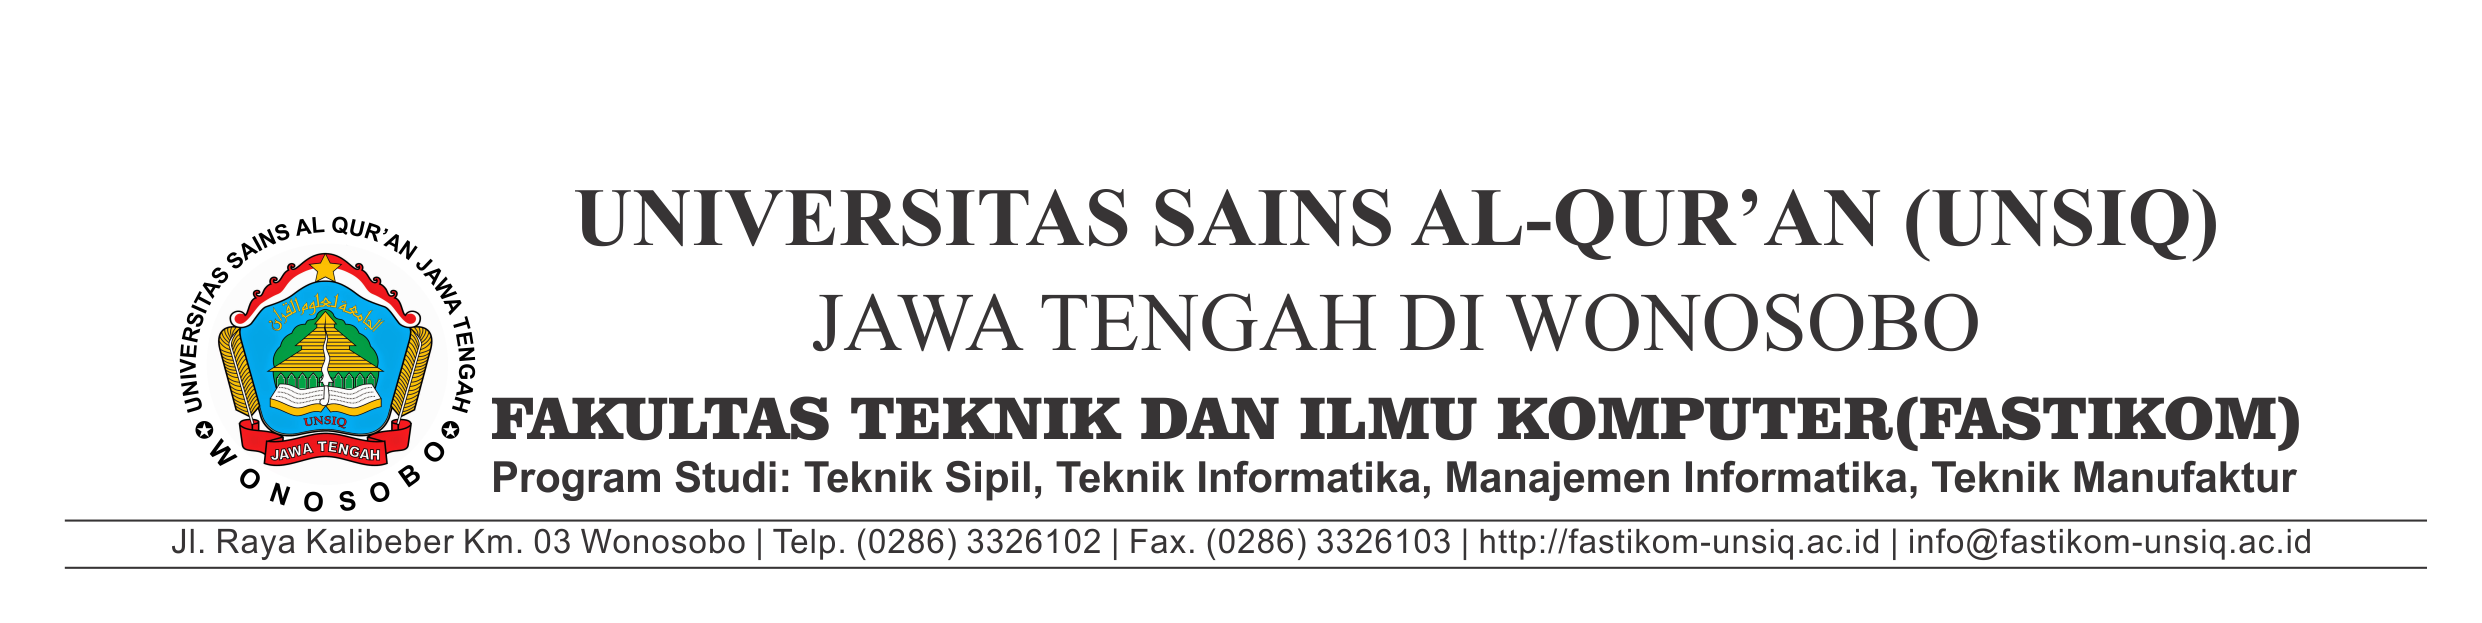 UNIVERSITAS SAINS AL-QUR’AN (UNSIQ)
JAWA TENGAH DI WONOSOBO
FAKULTAS TEKNIK DAN ILMU KOMPUTER(FASTIKOM)
Program Studi: Teknik Sipil, Teknik Informatika, Manajemen Informatika, Teknik Manufaktur
Jl. Raya Kalibeber Km. 03 Wonosobo | Telp. (0286) 3326102 | Fax. (0286) 3326103 | http://fastikom-unsiq.ac.id | info@fastikom-unsiq.ac.id
UNIVERSITAS SAINS AL QUR’AN JAWA TENGAH
الجامعه لعلوم القرآن
UNSIQ
JAWA TENGAH
WONOSOBO